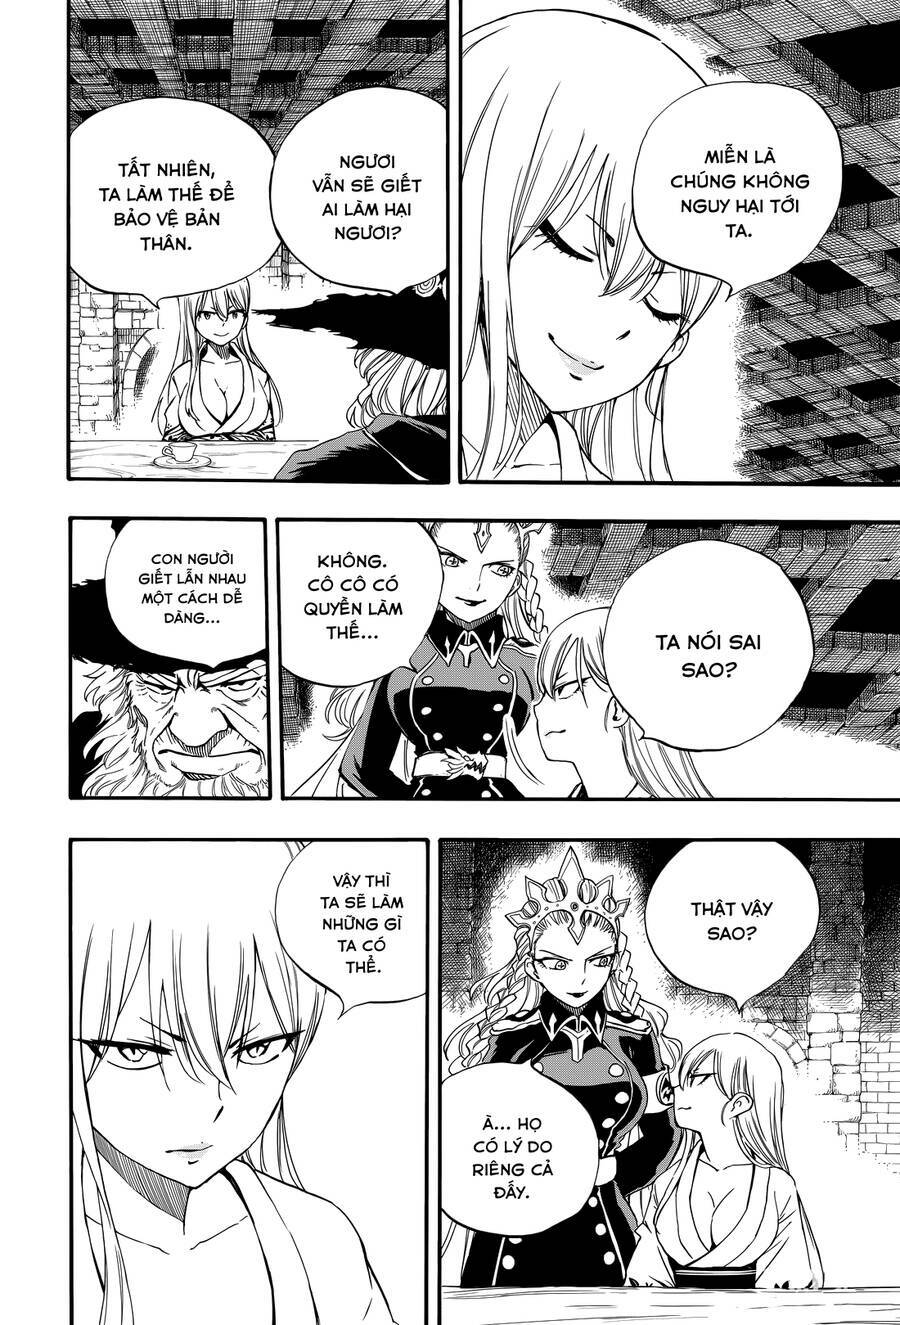 MIỄN LÀ
CHÚNG KHÔNG
NGUY HẠI TỚI
TA.
NGƯƠI
VẪN SẼ GIẾT
AI LÀM HẠI
NGƯƠI?
TẤT NHIÊN,
TA LÀM THẾ ĐỂ
BẢO VỆ BẢN
THÂN.
TA NÓI SAI
SAO?
KHÔNG.
CÔ CÔ CÓ
QUYỀN LÀM
THẾ...
CON NGƯỜI
GIẾT LẪN NHAU
MỘT CÁCH DỄ
DÀNG...
THẬT VẬY
SAO?
À... HỌ
CÓ LÝ DO
RIÊNG CẢ
ĐẤY.
VẬY THÌ
TA SẼ LÀM
NHỮNG GÌ
TA CÓ
THỂ.